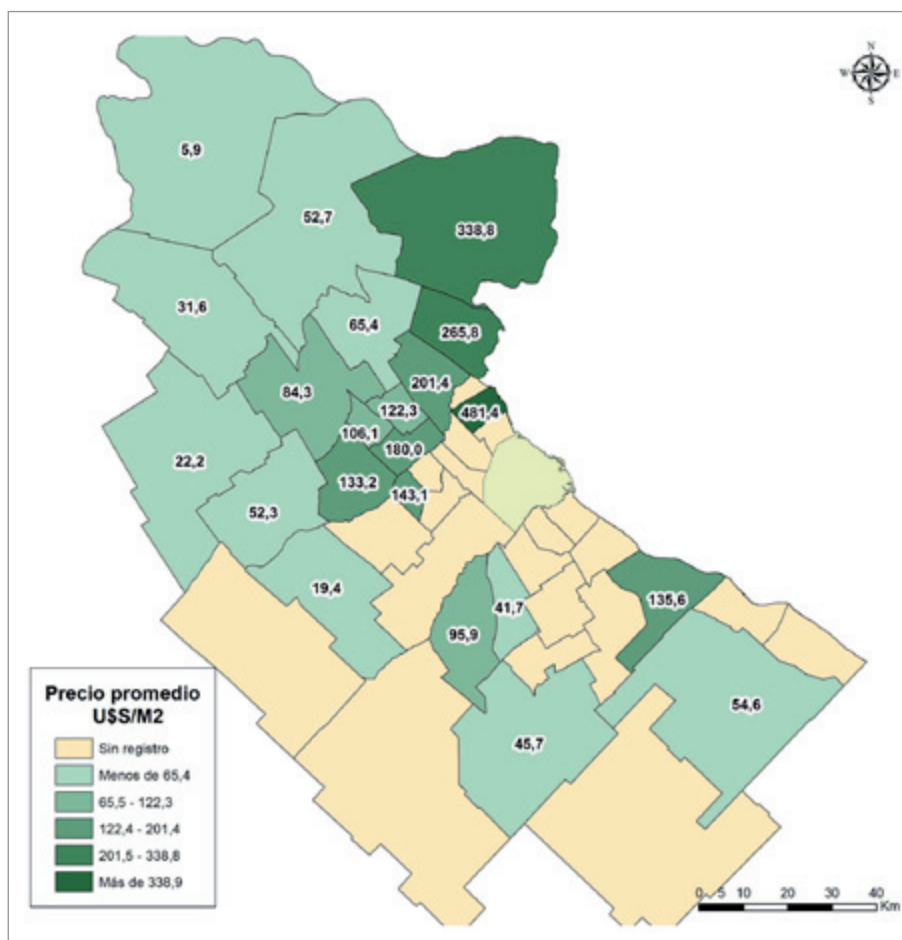 N
W E
S
5,9
52,7
338,8
31,6
65,4
265,8
84,3
201,4
122,3
481,4
106,1
180,0
22,2
133,2
143,1
52,3
19,4
41,7
135,6
95,9
54,6
45,7
Precio promedio
U$S/M2
Sin registro
Menos de 65,4
65,5 - 122,3
122,4 - 201,4
201,5 - 338,8
Más de 338,9
0 5 10 20 30 40
Km